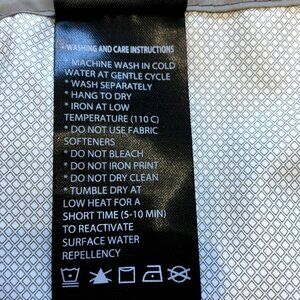 * WASHING AND CARE INSTRUCTIONS
* MACHINE WASH IN COLD
WATER AT GENTLE CYCLE
* WASH SEPARATELY
* HANG TO DRY
* IRON AT LOW
TEMPERATURE (110 C)
* DO NOT USE FABRIC
SOFTENERS
* DO NOT BLEACH
* DO NOT IRON PRINT
* DO NOT DRY CLEAN
* TUMBLE DRY AT
LOW HEAT FOR A
SHORT TIME (5-10 MIN)
TO REACTIVATE
SURFACE WATER
REPELLENCY